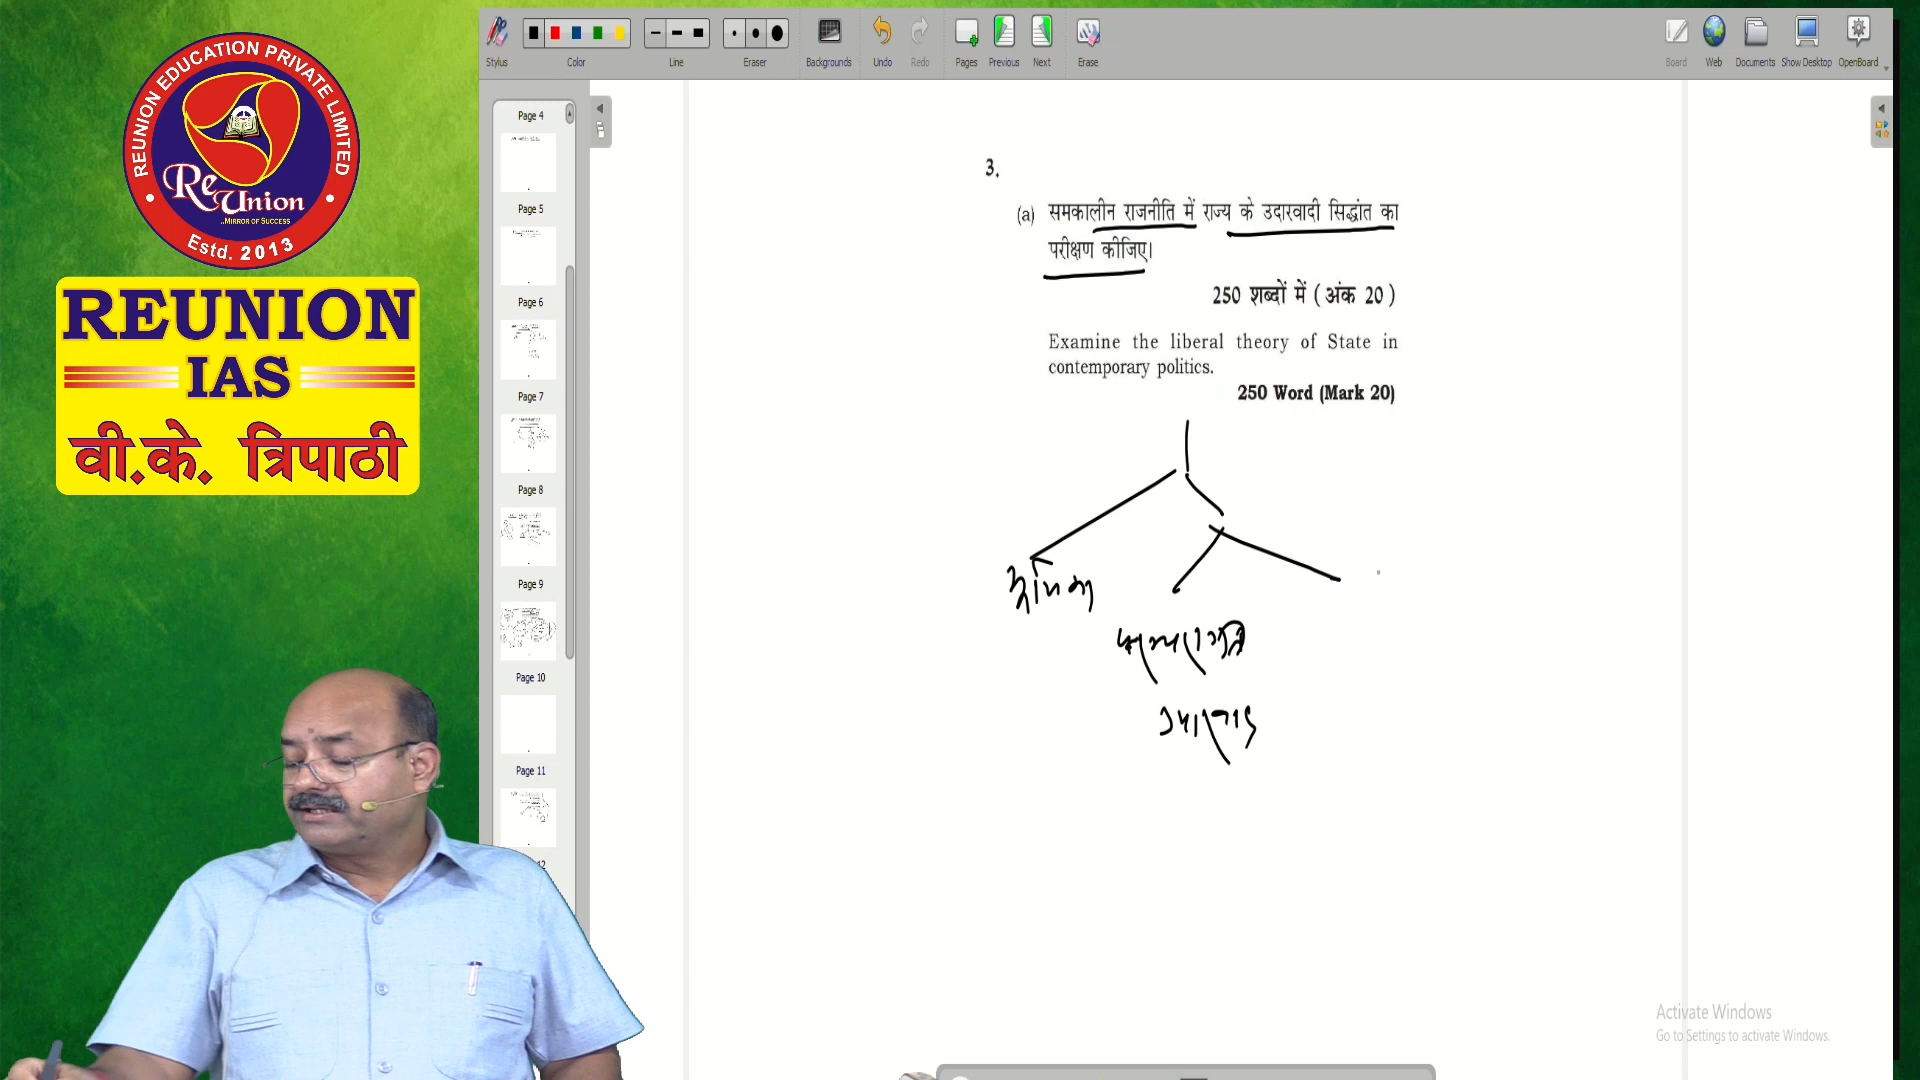 REUNION EDUCATION PRIVATE LIMITED
ReUnion
..MIRROR OF SUCCESS
Estd. 2013
REUNION
IAS
वी.के. त्रिपाठी
Stylus
Color
Line
Eraser
Backgrounds
Undo
Redo
Pages
Previous
Next
Erase
Board
Web
Documents
Show Desktop
OpenBoard
Page 4
Page 5
Page 6
Page 7
Page 8
Page 9
Page 10
Page 11
12
3.
(a) समकालीन राजनीति में राज्य के उदारवादी सिद्धांत का
परीक्षण कीजिए।
250 शब्दों में (अंक 20)
Examine the liberal theory of State in
contemporary politics.
250 Word (Mark 20)
Activate Windows
Go to Settings to activate Windows.